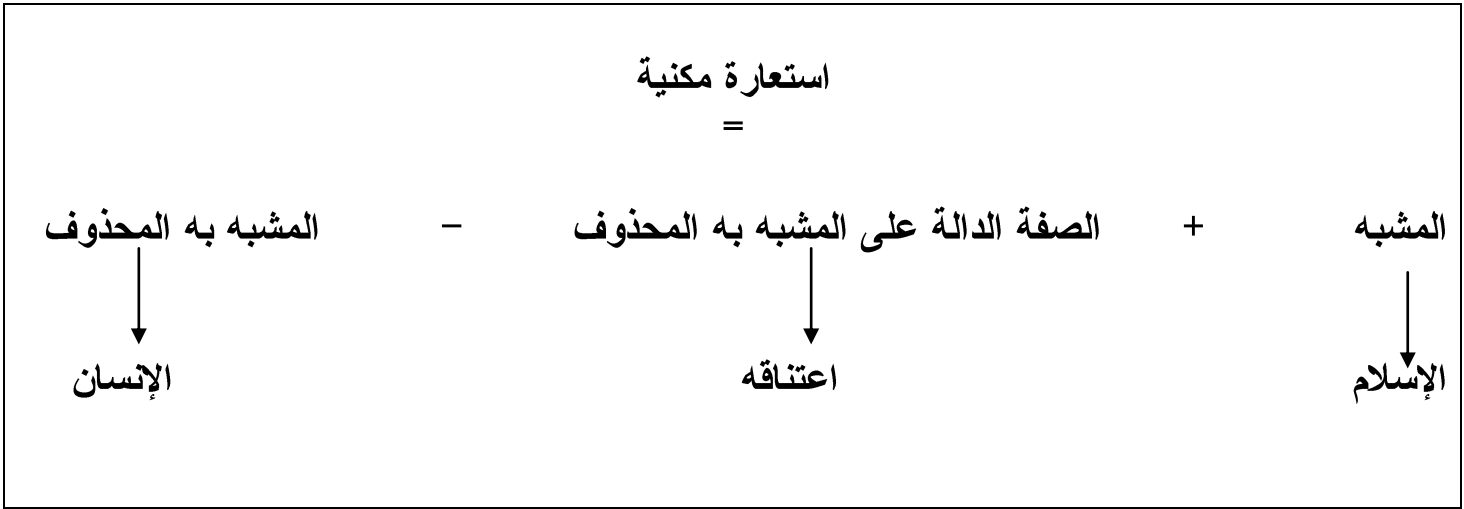 استعارة مكنية
=
المشبه + الصفة الدالة على المشبه به المحذوف – المشبه به المحذوف
الإسلام اعتناقه الإنسان